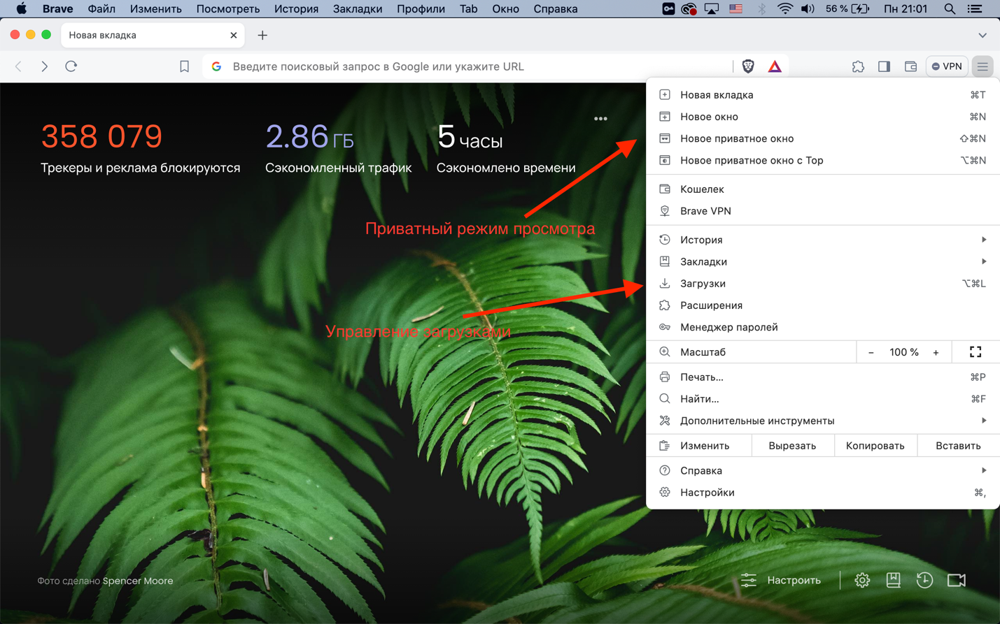 Brave Файл Изменить Посмотреть История Закладки Профили Tab Окно Справка 56 % Пн 21:01
Новая вкладка
Введите поисковый запрос в Google или укажите URL
VPN
358 079
Трекеры и реклама блокируются
2.86 ГБ
Сэкономленный трафик
5 часы
Сэкономлено времени
Приватный режим просмотра
Управление загрузками
Новая вкладка ⌘T
Новое окно ⌘N
Новое приватное окно ⇧⌘N
Новое приватное окно с Тор ⌥⌘N
Кошелек
Brave VPN
История
Закладки
Загрузки ⌥⌘L
Расширения
Менеджер паролей
Масштаб − 100 % +
Печать... ⌘P
Найти... ⌘F
Дополнительные инструменты
Изменить Вырезать Копировать Вставить
Справка
Настройки ⌘,
Фото сделано Spencer Moore
Настроить